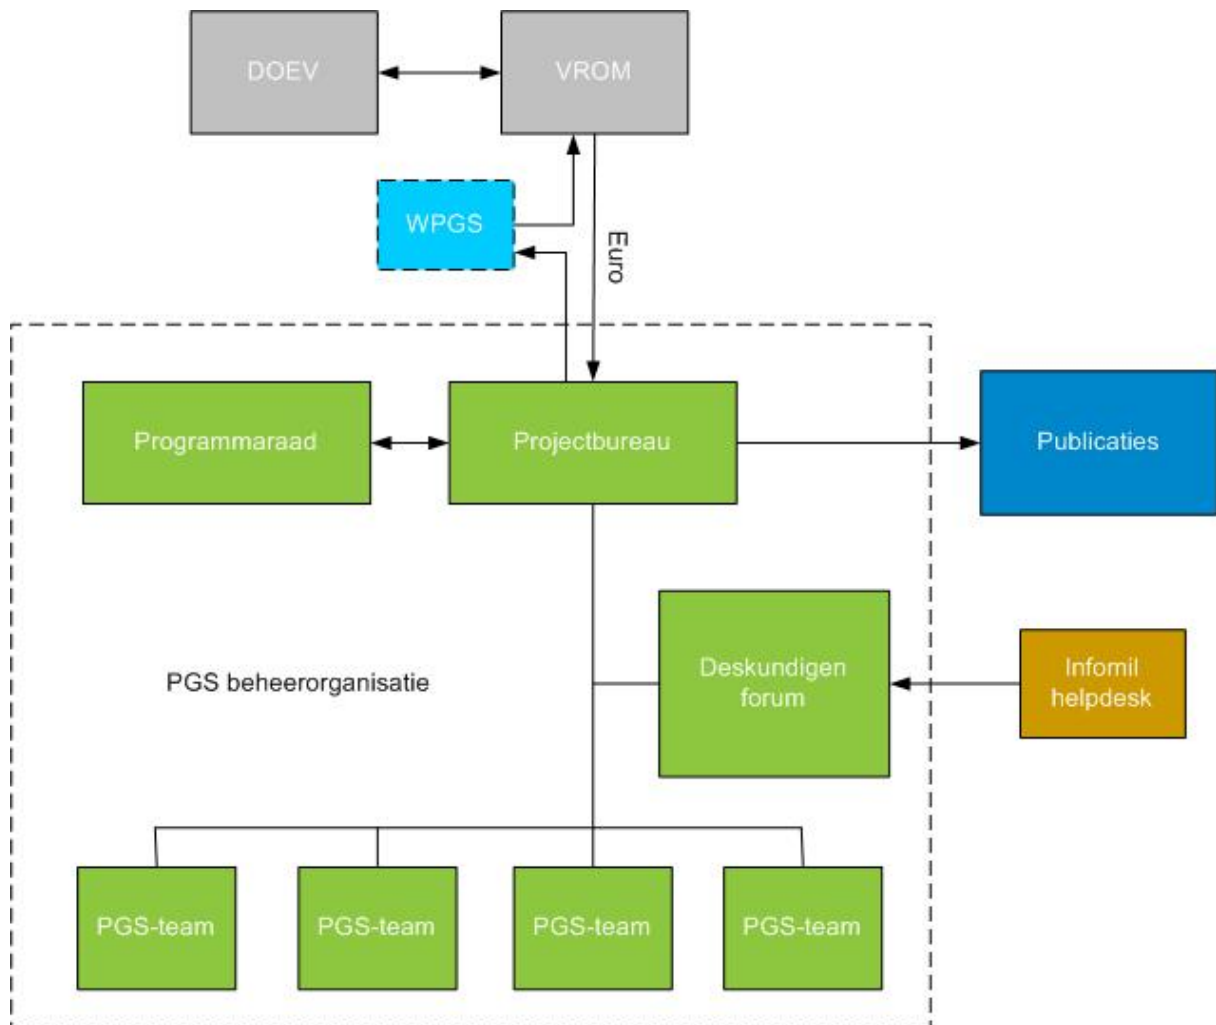 DOEV
VROM
WPGS
Euro
Programmaraad
Projectbureau
Publicaties
PGS beheerorganisatie
Deskundigen
forum
Infomil
helpdesk
PGS-team
PGS-team
PGS-team
PGS-team